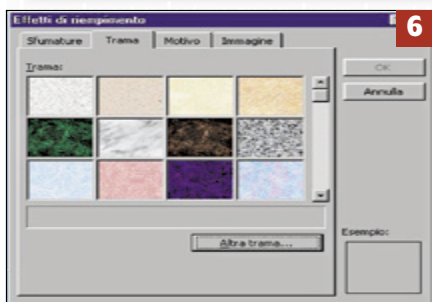 Effetti di riempimento
6
Sfumature Trama Motivo Immagine
Trama:
OK
Annulla
Altra trama...
Esempio: